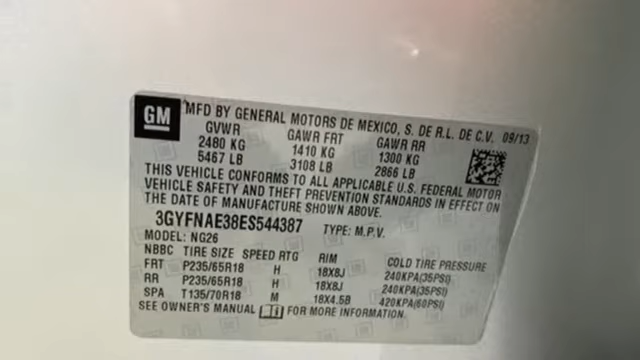 GM
MFD BY GENERAL MOTORS DE MEXICO, S. DE R.L. DE C.V. 09/13
GVWR GAWR FRT GAWR RR
2480 KG 1410 KG 1300 KG
5467 LB 3108 LB 2866 LB
THIS VEHICLE CONFORMS TO ALL APPLICABLE U.S. FEDERAL MOTOR
VEHICLE SAFETY AND THEFT PREVENTION STANDARDS IN EFFECT ON
THE DATE OF MANUFACTURE SHOWN ABOVE.
3GYFNAE38ES544387 TYPE: M.P.V.
MODEL: NG26
NBBC TIRE SIZE SPEED RTG RIM COLD TIRE PRESSURE
FRT P235/65R18 H 18X8J 240KPA(35PSI)
RR P235/65R18 H 18X8J 240KPA(35PSI)
SPA T135/70R18 M 18X4.5B 420KPA(60PSI)
SEE OWNER'S MANUAL FOR MORE INFORMATION.